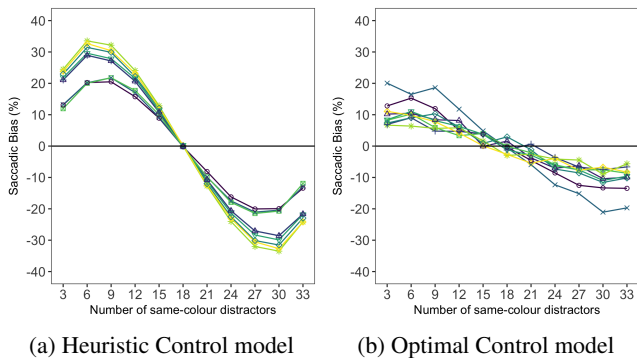 40
30
20
10
0
-10
-20
-30
-40
Saccadic Bias (%)
3 6 9 12 15 18 21 24 27 30 33
Number of same-colour distractors
(a) Heuristic Control model
40
30
20
10
0
-10
-20
-30
-40
Saccadic Bias (%)
3 6 9 12 15 18 21 24 27 30 33
Number of same-colour distractors
(b) Optimal Control model